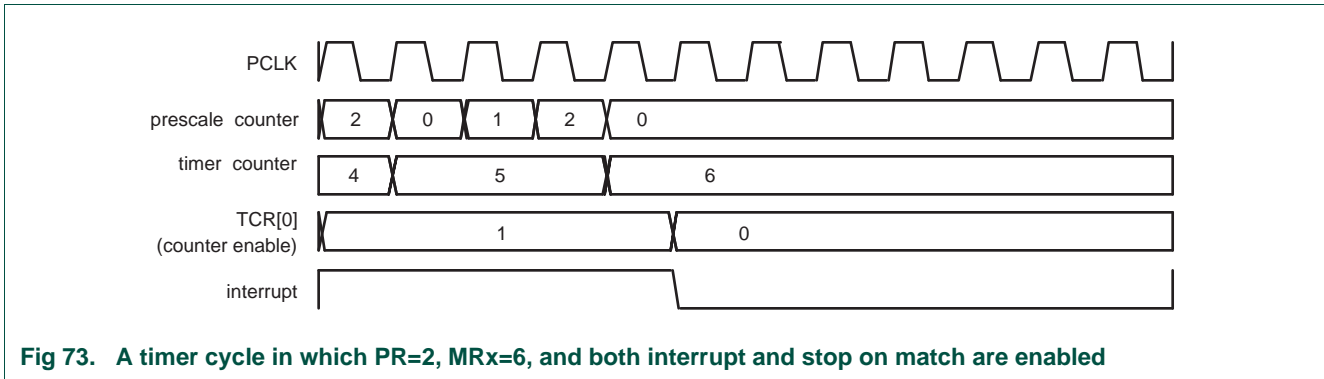 PCLK
prescale counter 2 0 1 2 0
timer counter 4 5 6
TCR[0]
(counter enable) 1 0
interrupt
Fig 73. A timer cycle in which PR=2, MRx=6, and both interrupt and stop on match are enabled